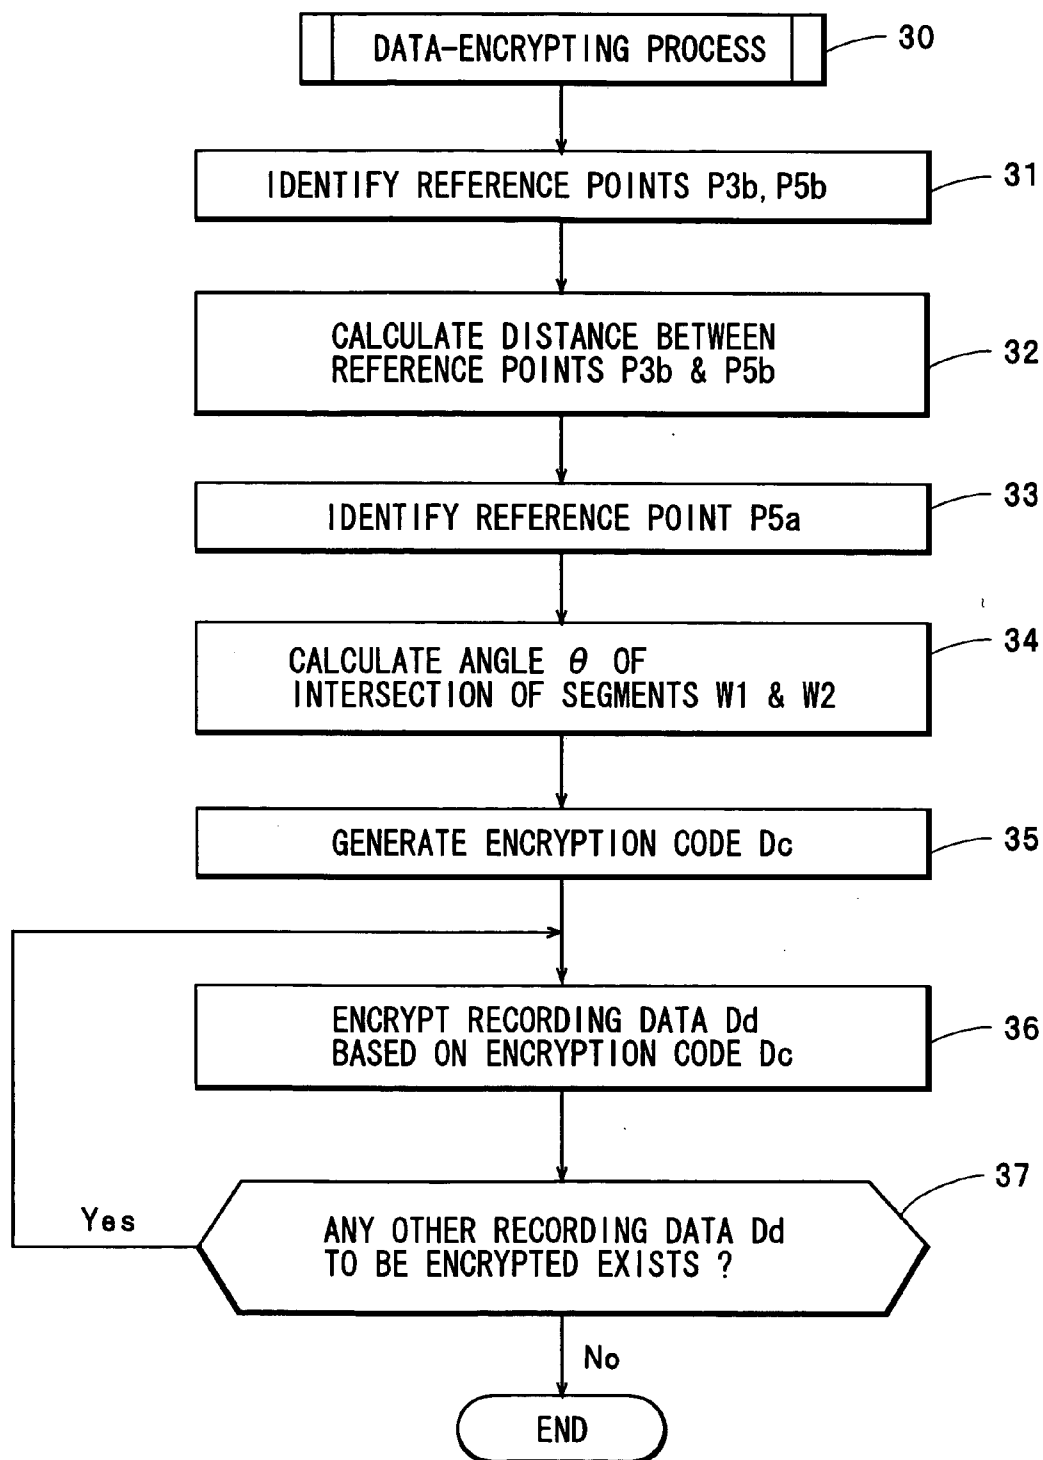 DATA-ENCRYPTING PROCESS
30
IDENTIFY REFERENCE POINTS P3b, P5b
31
CALCULATE DISTANCE BETWEEN
REFERENCE POINTS P3b & P5b
32
IDENTIFY REFERENCE POINT P5a
33
CALCULATE ANGLE θ OF
INTERSECTION OF SEGMENTS W1 & W2
34
GENERATE ENCRYPTION CODE Dc
35
ENCRYPT RECORDING DATA Dd
BASED ON ENCRYPTION CODE Dc
36
ANY OTHER RECORDING DATA Dd
TO BE ENCRYPTED EXISTS ?
37
Yes
No
END